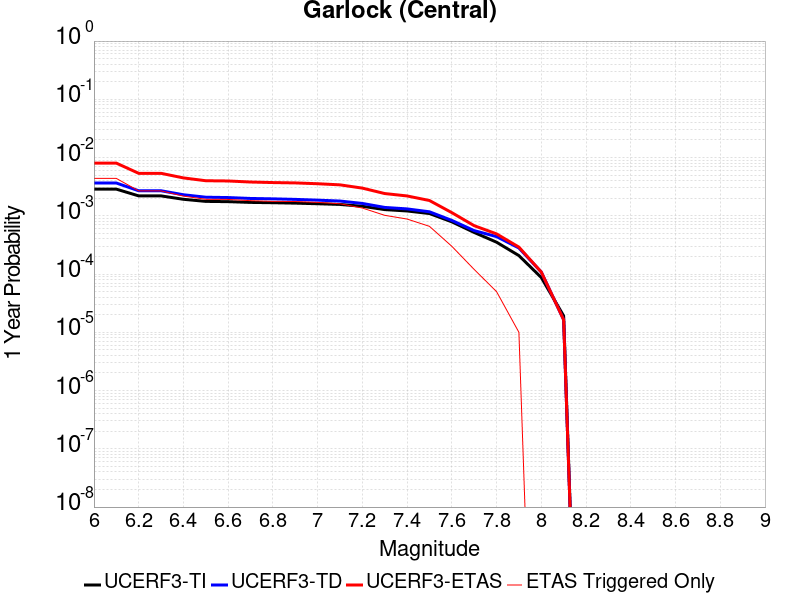 Garlock (Central)
10^0
10^-1
10^-2
10^-3
10^-4
10^-5
10^-6
10^-7
10^-8
1 Year Probability
6 6.2 6.4 6.6 6.8 7 7.2 7.4 7.6 7.8 8 8.2 8.4 8.6 8.8 9
Magnitude
UCERF3-TI UCERF3-TD UCERF3-ETAS ETAS Triggered Only